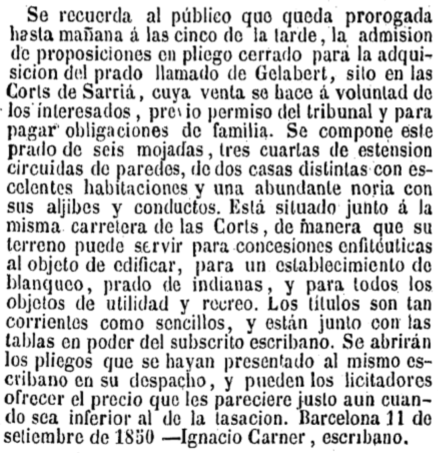 Se recuerda al público que queda prorogada
hasta mañana á las cinco de la tarde, la admision
de proposiciones en pliego cerrado para la adqui-
sicion del prado llamado de Gelabert, sito en las
Corts de Sarriá, cuya venta se hace á voluntad de
los interesados, previo permiso del tribunal y para
pagar obligaciones de familia. Se compone este
prado de seis mojadas, tres cuartas de estension
circuidas de paredes, de dos casas distintas con es-
celentes habitaciones y una abundante noria con
sus aljibes y conductos. Está situado junto á la
misma carretera de las Corts, de manera que su
terreno puede servir para concesiones enfitéuticas
al objeto de edificar, para un establecimiento de
blanqueo, prado de indianas, y para todos los
objetos de utilidad y recreo. Los títulos son tan
corrientes como sencillos, y están junto con las
tablas en poder del subscrito escribano. Se abrirán
los pliegos que se hayan presentado al mismo es-
cribano en su despacho, y pueden los licitadores
ofrecer el precio que les pareciere justo aun cuan-
do sea inferior al de la tasacion. Barcelona 11 de
setiembre de 1850 —Ignacio Carner, escribano.